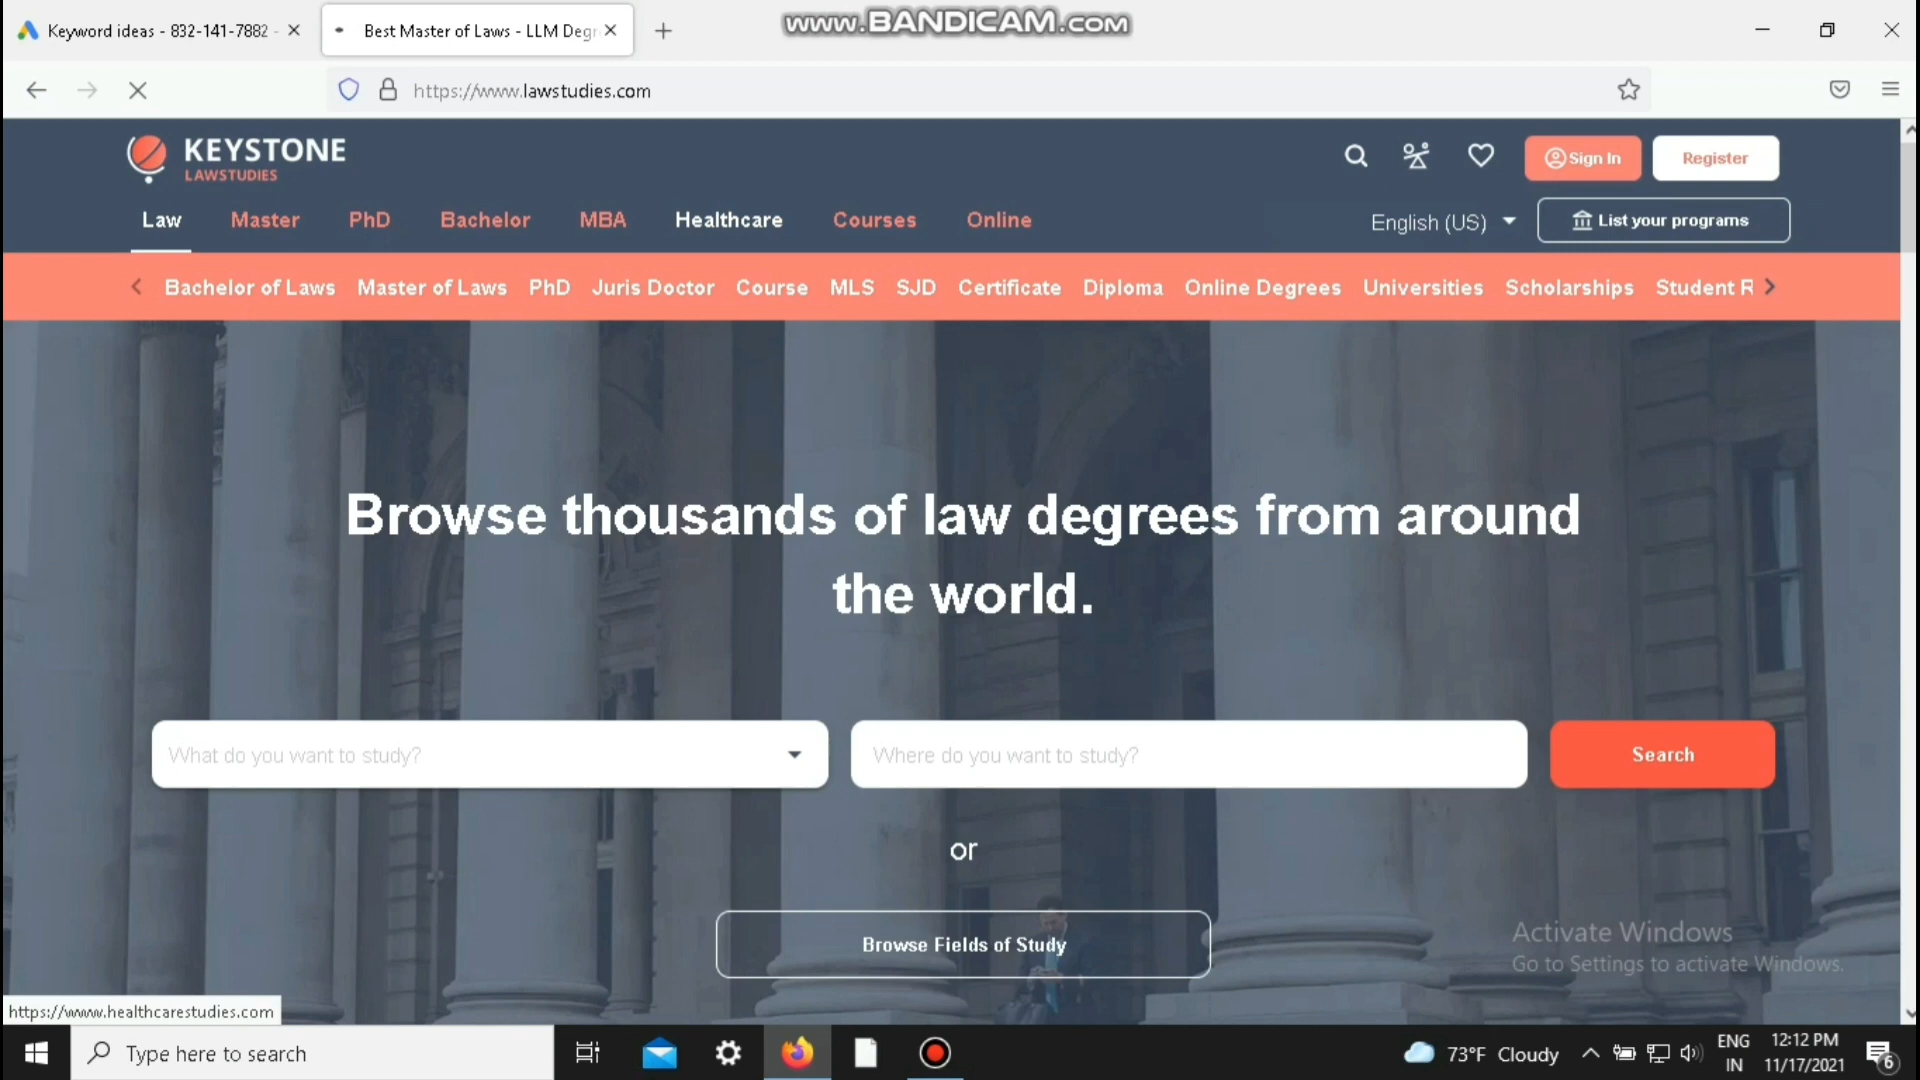 Keyword ideas - 832-141-7882 -
Best Master of Laws - LLM Degr
www.BANDICAM.com
https://www.lawstudies.com
KEYSTONE
LAWSTUDIES
Sign In
Register
Law Master PhD Bachelor MBA Healthcare Courses Online
English (US)
List your programs
Bachelor of Laws Master of Laws PhD Juris Doctor Course MLS SJD Certificate Diploma Online Degrees Universities Scholarships Student R
Browse thousands of law degrees from around
the world.
What do you want to study?
Where do you want to study?
Search
or
Browse Fields of Study
Activate Windows
Go to Settings to activate Windows.
https://www.healthcarestudies.com
Type here to search
73°F Cloudy
ENG
IN
12:12 PM
11/17/2021
6